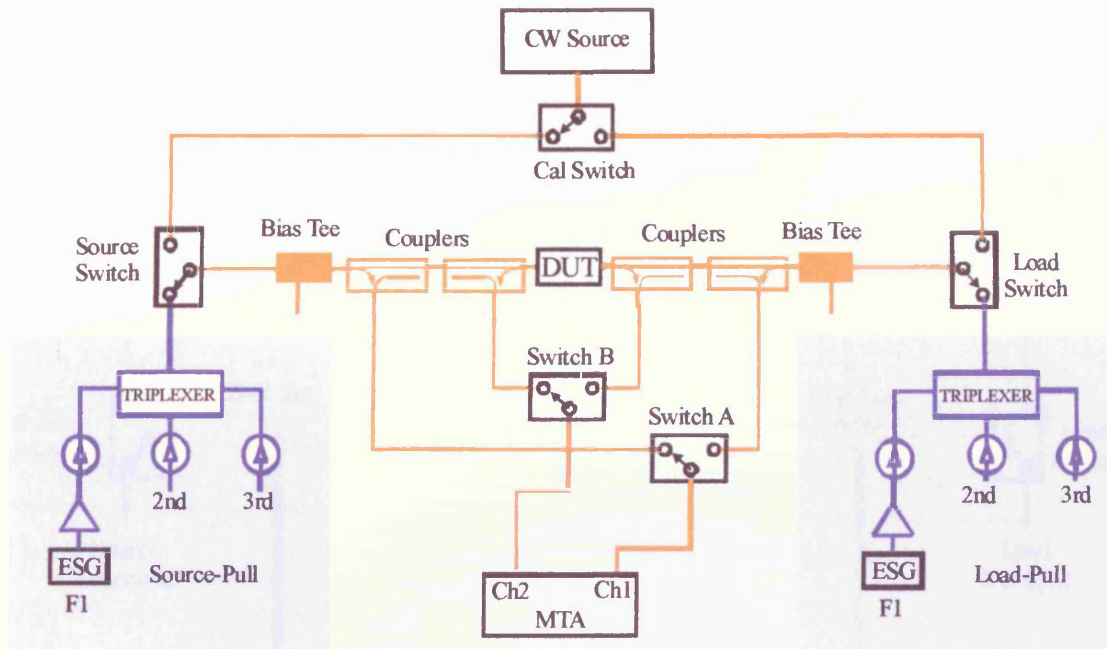 CW Source
Cal Switch
Source
Switch
Bias Tee
Couplers
DUT
Couplers
Bias Tee
Load
Switch
Switch B
Switch A
TRIPLEXER
2nd
3rd
ESG
F1
Source-Pull
Ch2
Ch1
MTA
TRIPLEXER
2nd
3rd
ESG
F1
Load-Pull